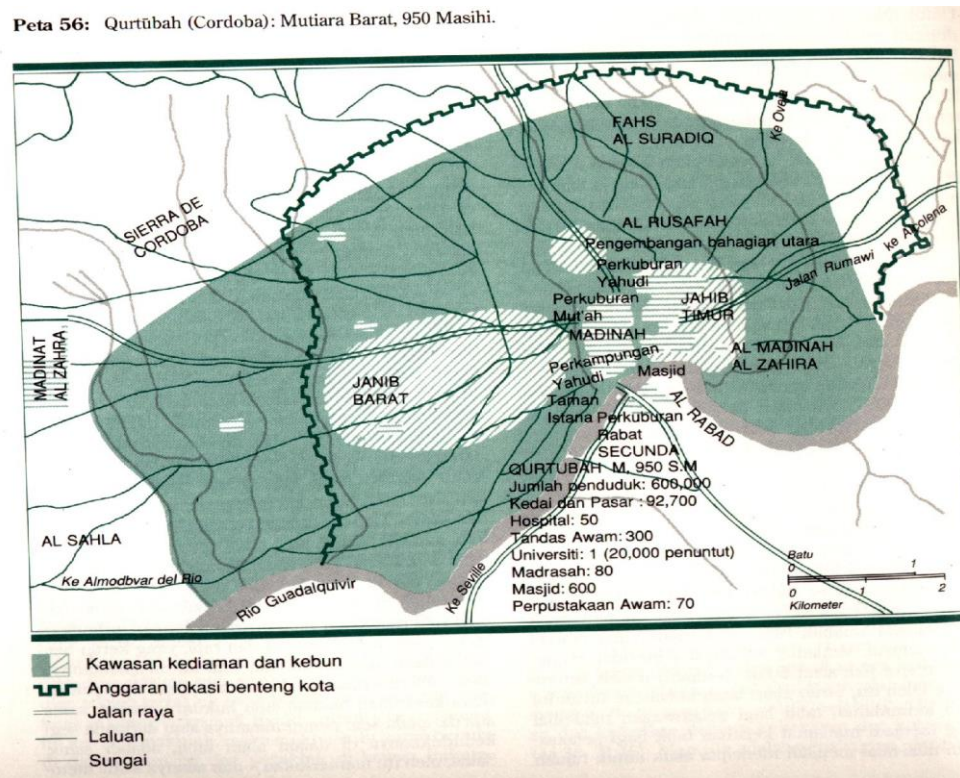 Peta 56: Qurtūbah (Cordoba): Mutiara Barat, 950 Masihi.
FAHS
AL SURADIQ
Ke Oveja
SIERRA DE
CORDOBA
AL RUSAFAH
Pengembangan bahagian utara
Jalan Rumawi ke Apolena
Perkuburan
Yahudi
Perkuburan
Mut'ah
JAHIB
TIMUR
MADINAH
MADINAT
AL ZAHRA
AL MADINAH
AL ZAHIRA
Perkampungan
Yahudi
Masjid
JANIB
BARAT
Taman
Istana
Perkuburan
Rabat
AL RABAD
SECUNDA
QURTUBAH M, 950 S.M
Jumlah penduduk: 600,000
Kedai dan Pasar : 92,700
Hospital: 50
Tandas Awam: 300
Universiti: 1 (20,000 penuntut)
Madrasah: 80
Masjid: 600
Perpustakaan Awam: 70
AL SAHLA
Ke Almodbvar del Rio
Rio Guadalquivir
Ke Seville
Batu
0 1
0 1 2
Kilometer
Kawasan kediaman dan kebun
Anggaran lokasi benteng kota
Jalan raya
Laluan
Sungai